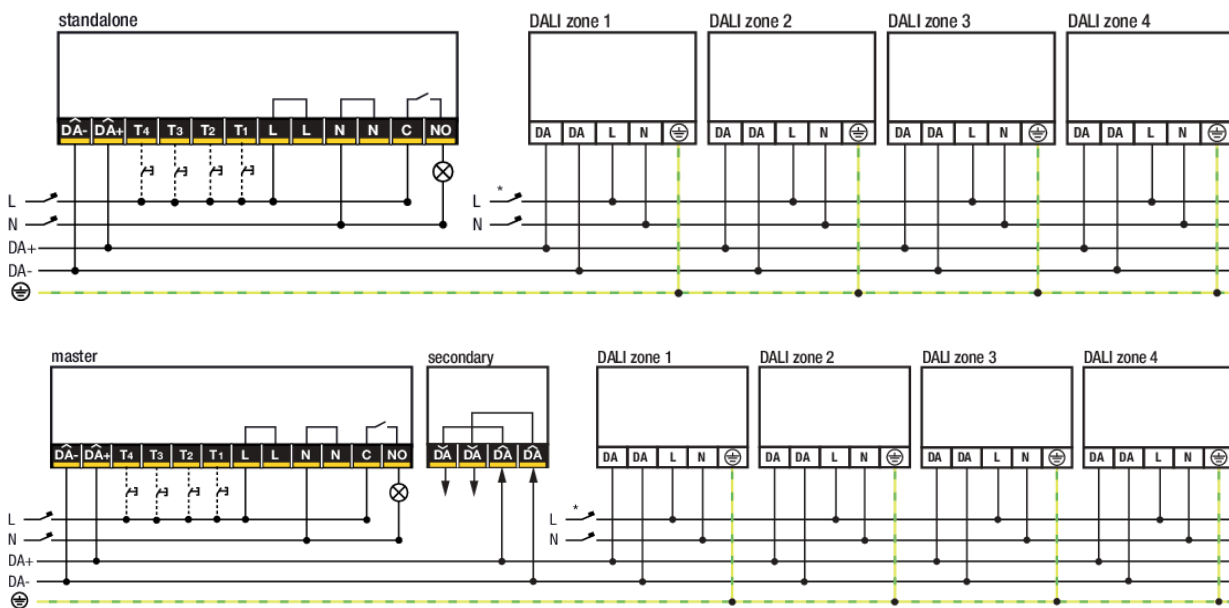 standalone DALI zone 1 DALI zone 2 DALI zone 3 DALI zone 4
DA- DA+ T4 T3 T2 T1 L L N N C NO DA DA L N DA DA L N DA DA L N DA DA L N
L L *
N N
DA+
DA-
master secondary DALI zone 1 DALI zone 2 DALI zone 3 DALI zone 4
DA- DA+ T4 T3 T2 T1 L L N N C NO DA DA DA DA DA DA L N DA DA L N DA DA L N DA DA L N
L L *
N N
DA+
DA-